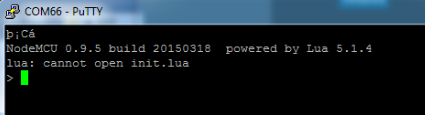 COM66 - PuTTY
þ¡Cá
NodeMCU 0.9.5 build 20150318  powered by Lua 5.1.4
lua: cannot open init.lua
>